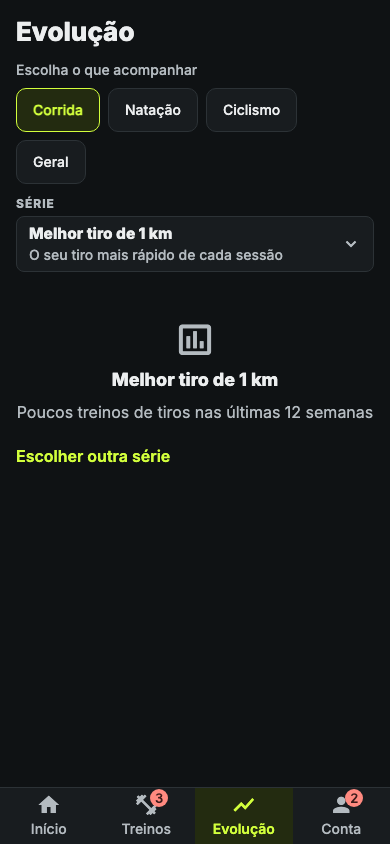 Evolução
Escolha o que acompanhar
Corrida
Natação
Ciclismo
Geral
SÉRIE
Melhor tiro de 1 km
O seu tiro mais rápido de cada sessão
Melhor tiro de 1 km
Poucos treinos de tiros nas últimas 12 semanas
Escolher outra série
3
2
Início
Treinos
Evolução
Conta